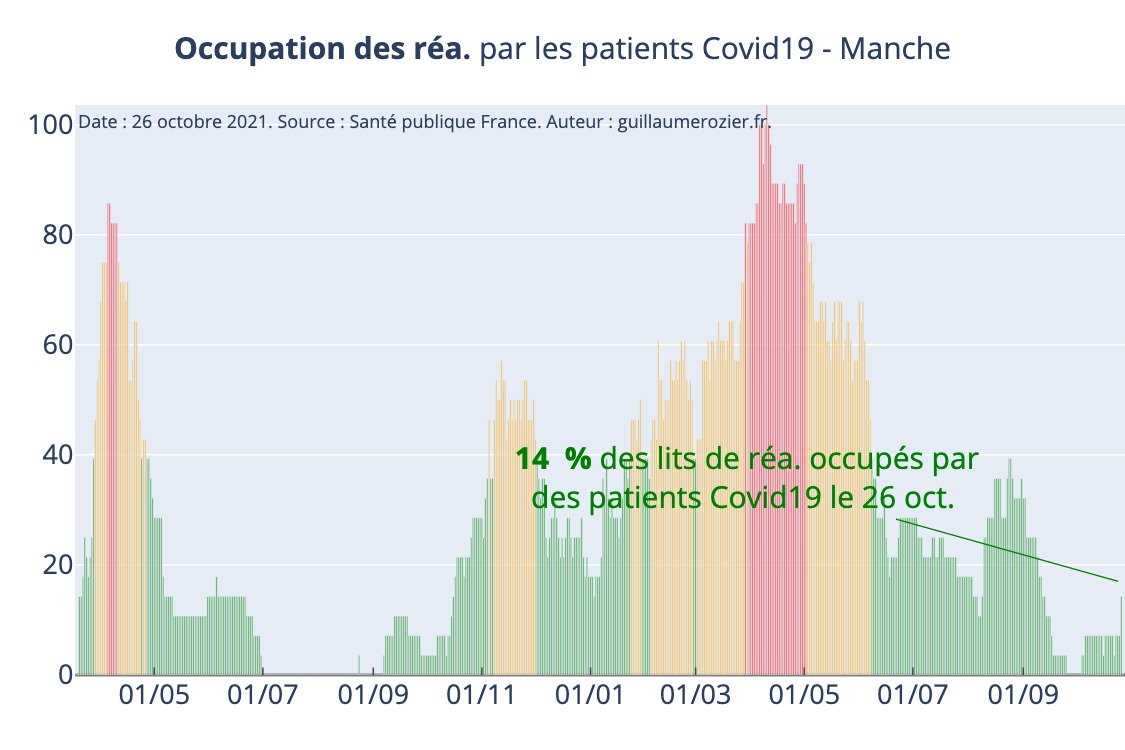 Occupation des réa. par les patients Covid19 - Manche
Date : 26 octobre 2021. Source : Santé publique France. Auteur : guillaumerozier.fr.
100
80
60
40
20
0
14  % des lits de réa. occupés par
des patients Covid19 le 26 oct.
01/05 01/07 01/09 01/11 01/01 01/03 01/05 01/07 01/09